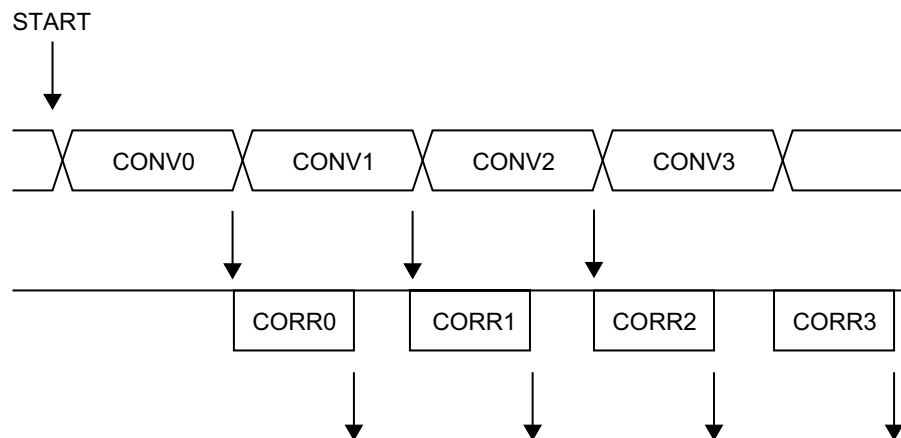 START
CONV0 CONV1 CONV2 CONV3
CORR0 CORR1 CORR2 CORR3